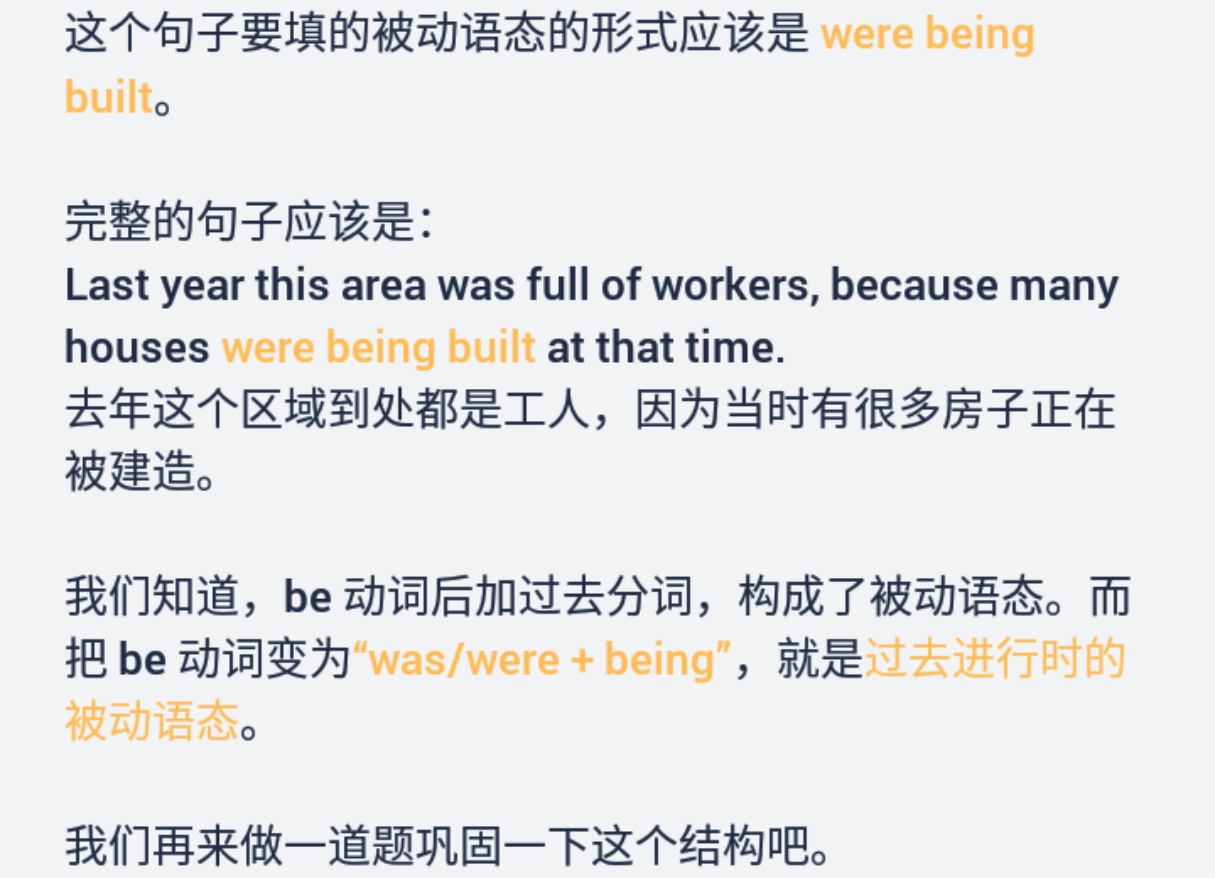 这个句子要填的被动语态的形式应该是 were being
built。
完整的句子应该是：
Last year this area was full of workers, because many
houses were being built at that time.
去年这个区域到处都是工人，因为当时有很多房子正在
被建造。
我们知道，be 动词后加过去分词，构成了被动语态。而
把 be 动词变为“was/were + being”，就是过去进行时的
被动语态。
我们再来做一道题巩固一下这个结构吧。